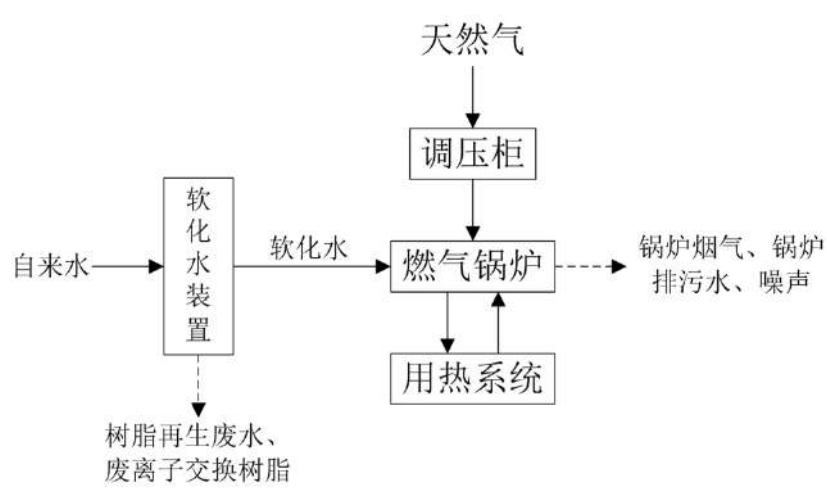 天然气
调压柜
软化水装置
自来水
软化水
燃气锅炉
锅炉烟气、锅炉
排污水、噪声
用热系统
树脂再生废水、
废离子交换树脂